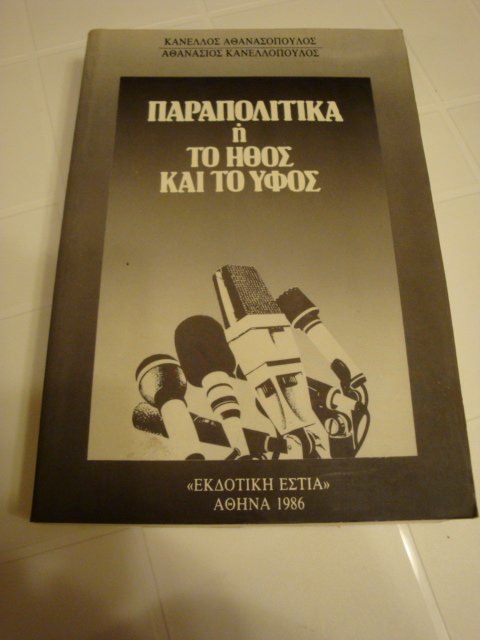 ΚΑΝΕΛΛΟΣ ΑΘΑΝΑΣΟΠΟΥΛΟΣ
ΑΘΑΝΑΣΙΟΣ ΚΑΝΕΛΛΟΠΟΥΛΟΣ
ΠΑΡΑΠΟΛΙΤΙΚΑ
ή
ΤΟ ΗΘΟΣ
ΚΑΙ ΤΟ ΥΦΟΣ
«ΕΚΔΟΤΙΚΗ ΕΣΤΙΑ»
ΑΘΗΝΑ 1986